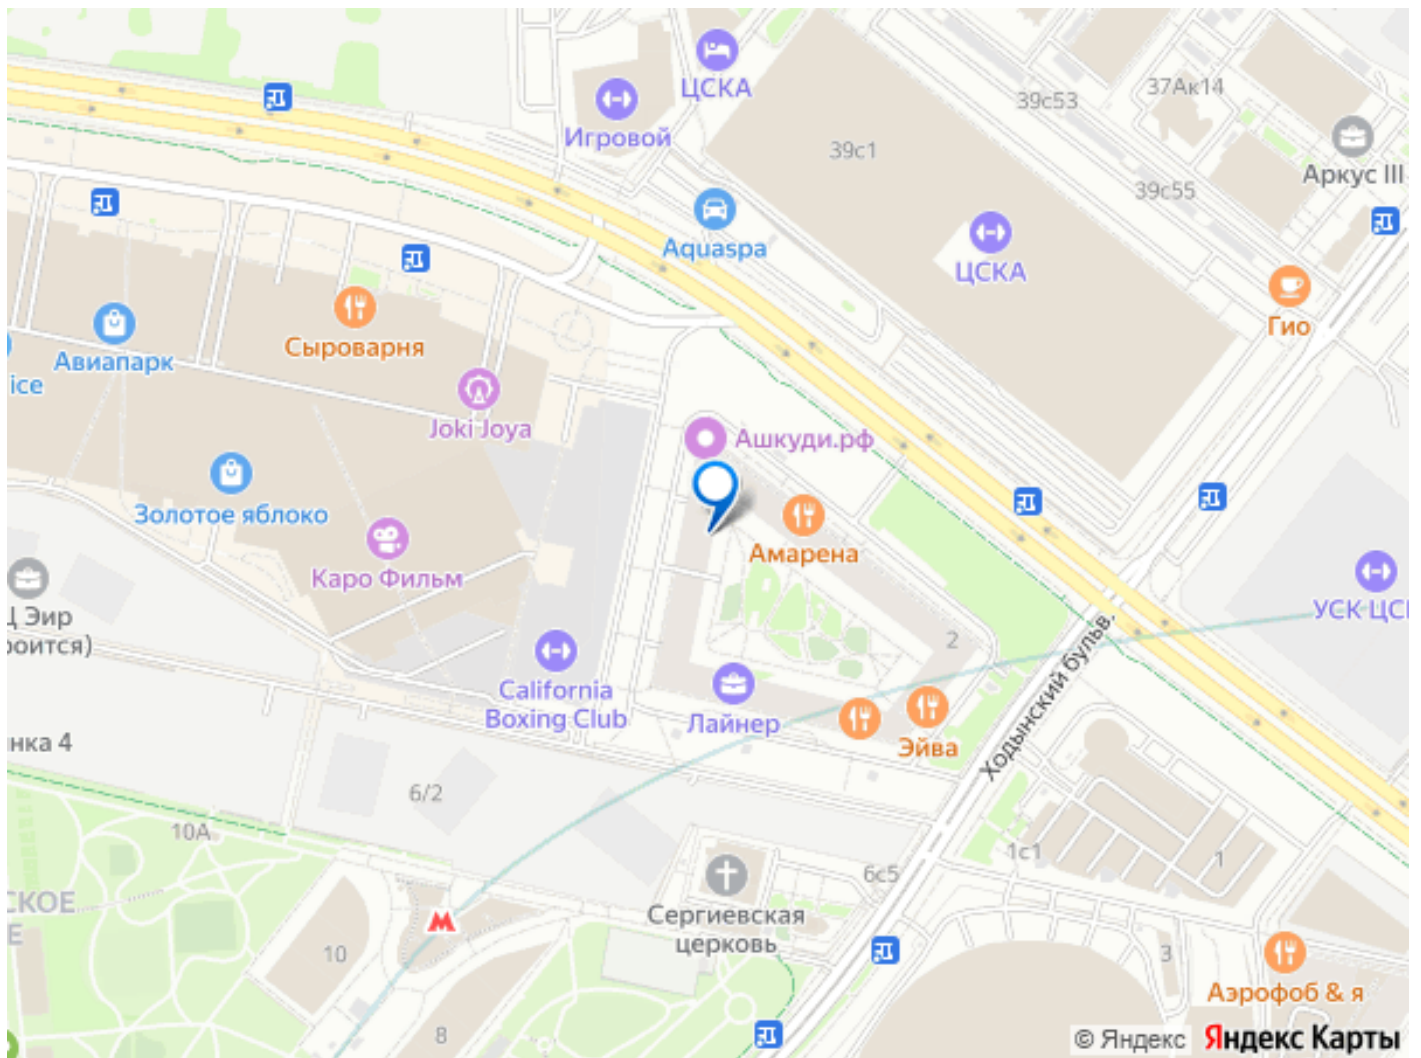 ЦСКА
Игровой
39с53
37Ак14
39с1
Аркус III
39с55
Aquaspa
ЦСКА
Гио
Сыроварня
Авиапарк
ice
Joki Joya
Ашкуди.рф
Золотое яблоко
Амарена
Каро Фильм
Ц Эир
роится)
УСК ЦСК
2
California
Boxing Club
Лайнер
Эйва
Ходынский бульв.
нка 4
6/2
10А
1с1
1
6с5
СКОЕ
Е
Сергиевская
церковь
10
3
Аэрофоб & я
8
© Яндекс Яндекс Карты